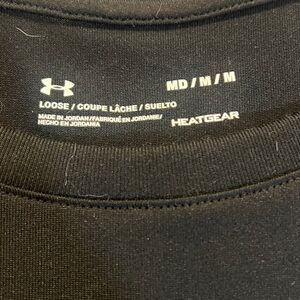 MD / M / M
LOOSE / COUPE LÂCHE / SUELTO
MADE IN JORDAN/FABRIQUÉ EN JORDANIE/
HECHO EN JORDANIA
HEATGEAR